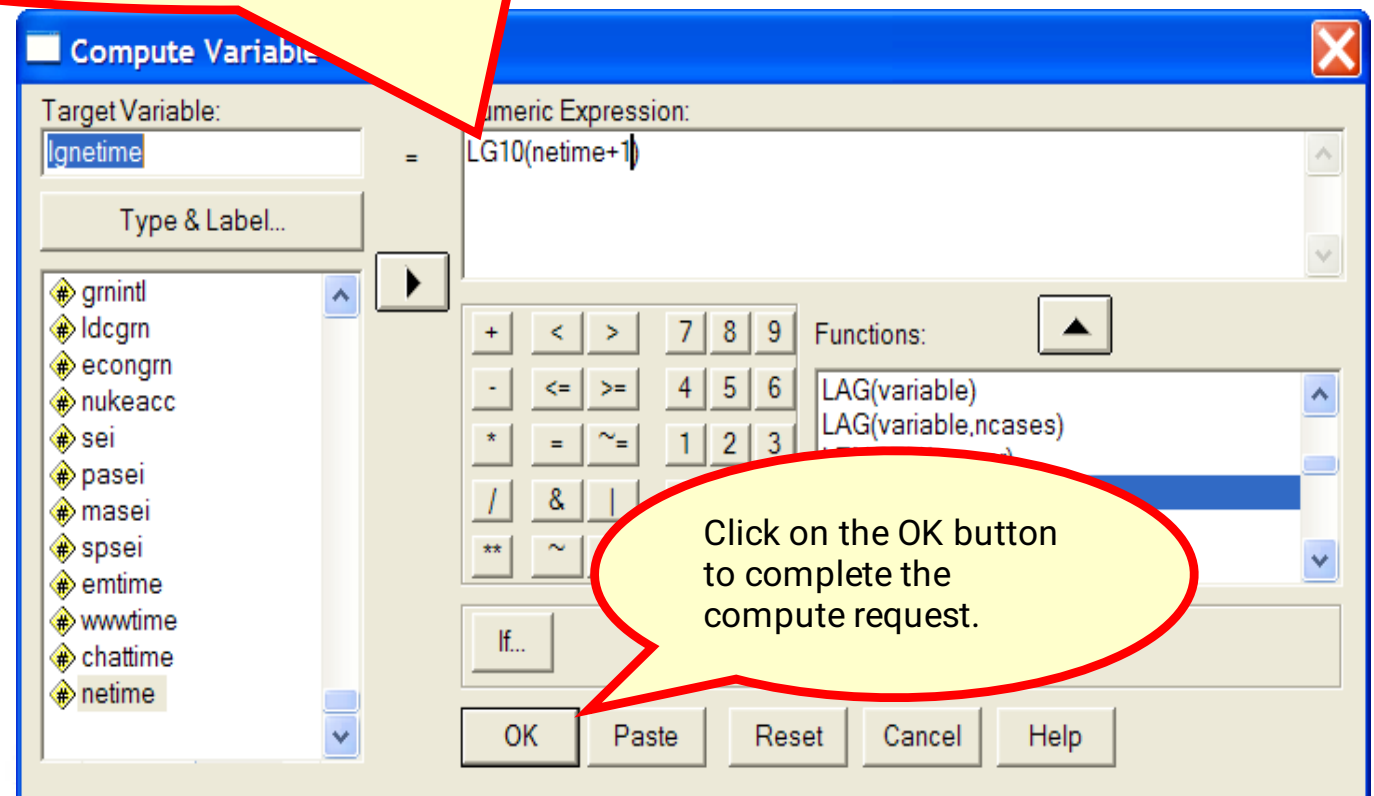 Compute Variable
Target Variable:
Numeric Expression:
lgnetime
=
LG10(netime+1)
Type & Label...
grnintl
ldcgrn
econgrn
nukeacc
sei
pasei
masei
spsei
emtime
wwwtime
chattime
netime
+ < > 7 8 9
- <= >= 4 5 6
* = ~= 1 2 3
/ & |
** ~
Functions:
LAG(variable)
LAG(variable,ncases)
Click on the OK button
to complete the
compute request.
If...
OK Paste Reset Cancel Help